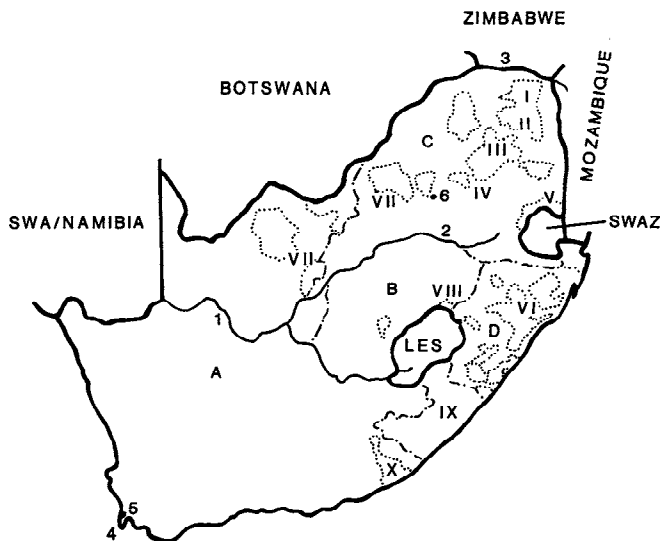 ZIMBABWE
3
BOTSWANA
MOZAMBIQUE
I
II
C
III
VII
6
IV
V
SWA/NAMIBIA
SWAZ
2
VII
B
VIII
VI
1
D
LES
A
IX
X
5
4